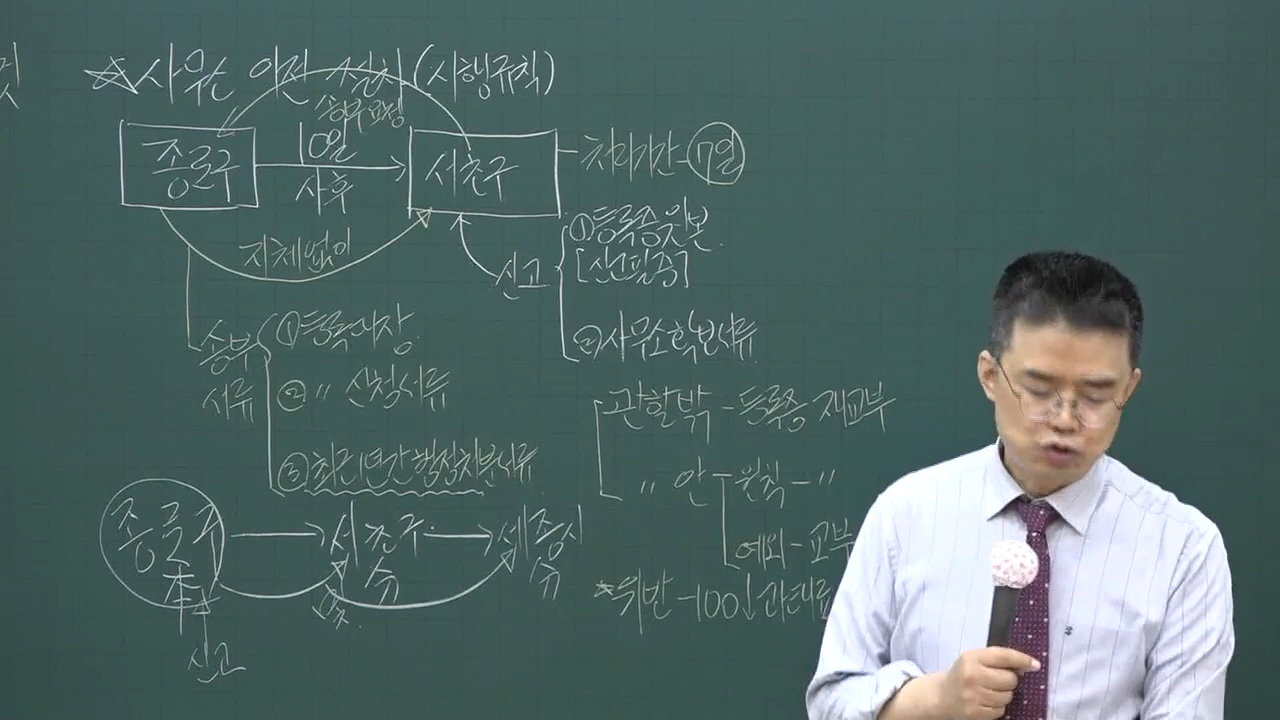 ☆사무소 이전 설치 (시행규칙)
송부요청
종로구
10일
사후
서초구
처리기간-7일
지체없이
신고
①등록증원본
[신고필증]
②사무소확보서류
송부
서류
①등록대장
② 〃 신청서류
③최근1년간행정처분서류
관할밖 - 등록증 재교부
〃 안 - 원칙 - 〃
예외 - 교부
*위반 -100↓과태료
종로구
本
서초구
分
세종시
分
신고